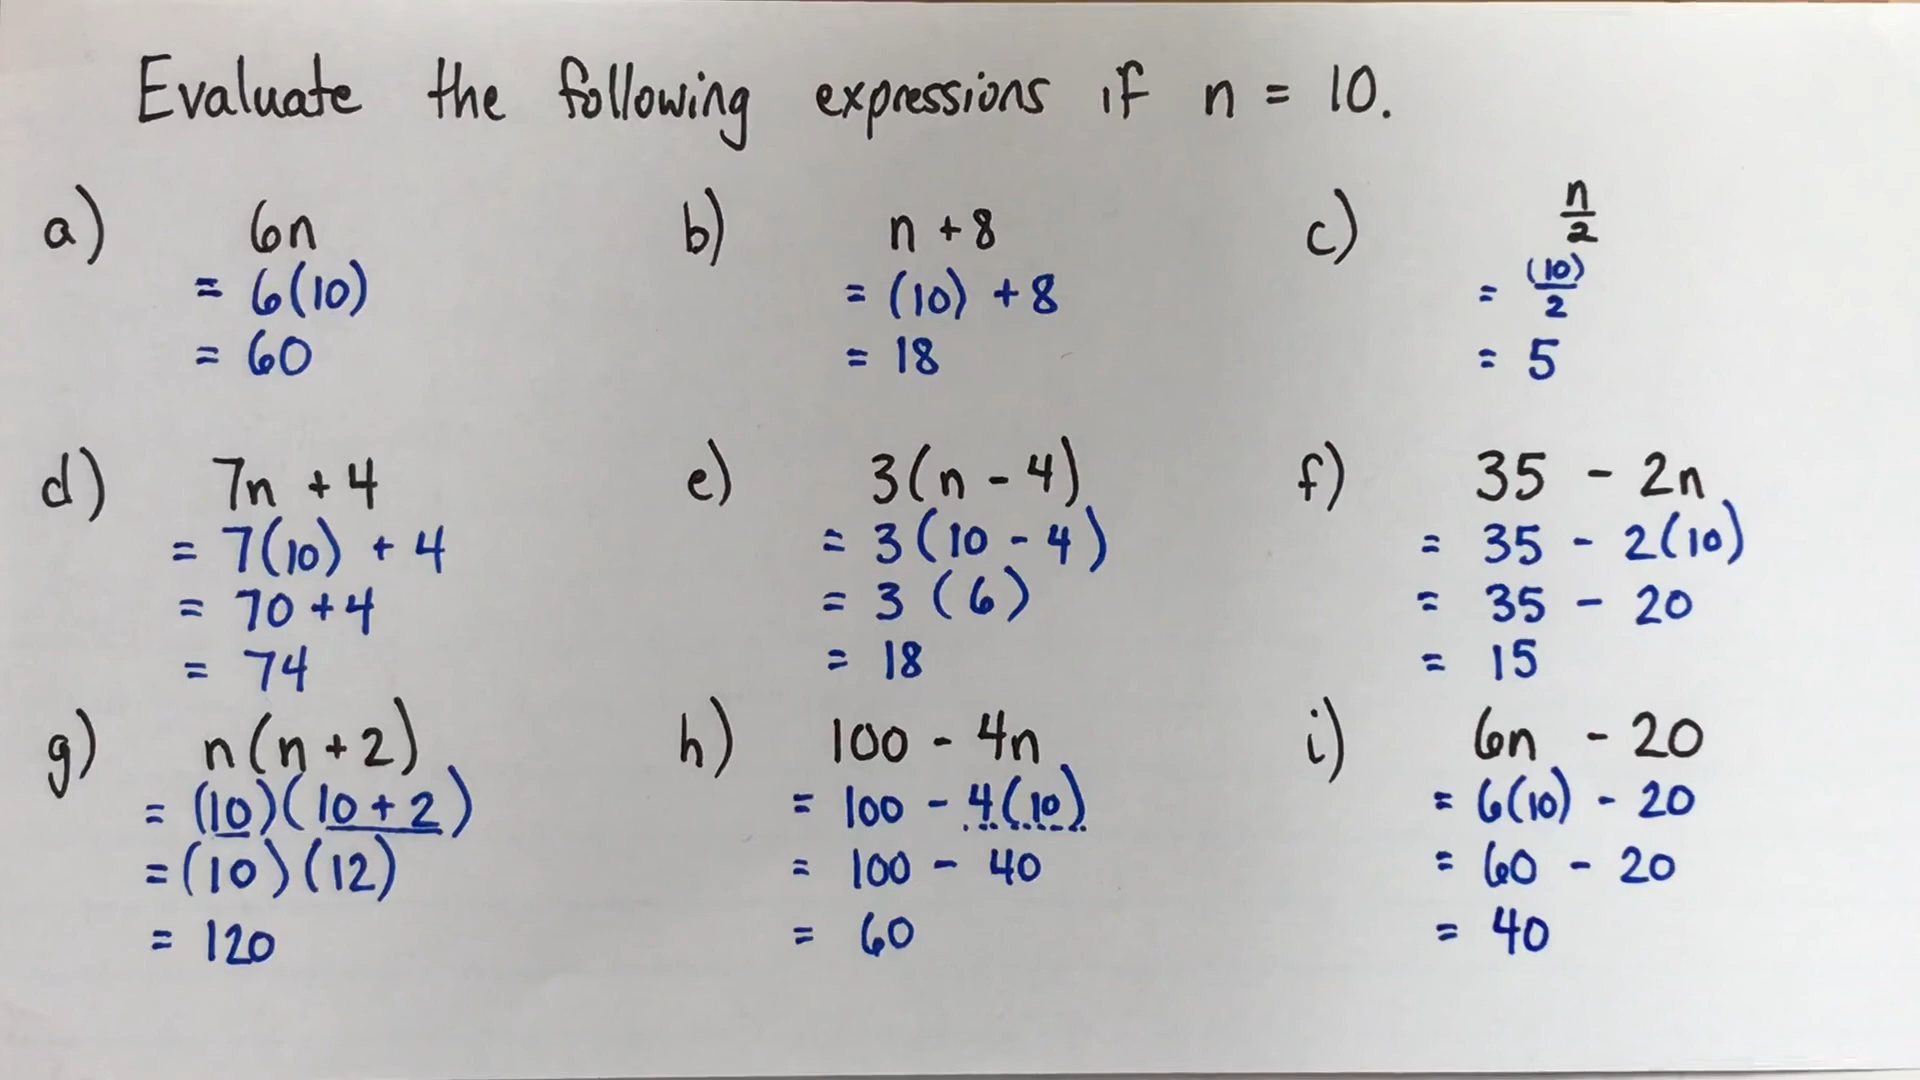 Evaluate the following expressions if n = 10.
a) 6n
= 6(10)
= 60
b) n + 8
= (10) + 8
= 18
c) n/2
= (10)/2
= 5
d) 7n + 4
= 7(10) + 4
= 70 + 4
= 74
e) 3(n - 4)
= 3(10 - 4)
= 3(6)
= 18
f) 35 - 2n
= 35 - 2(10)
= 35 - 20
= 15
g) n(n + 2)
= (10)(10 + 2)
= (10)(12)
= 120
h) 100 - 4n
= 100 - 4(10)
= 100 - 40
= 60
i) 6n - 20
= 6(10) - 20
= 60 - 20
= 40